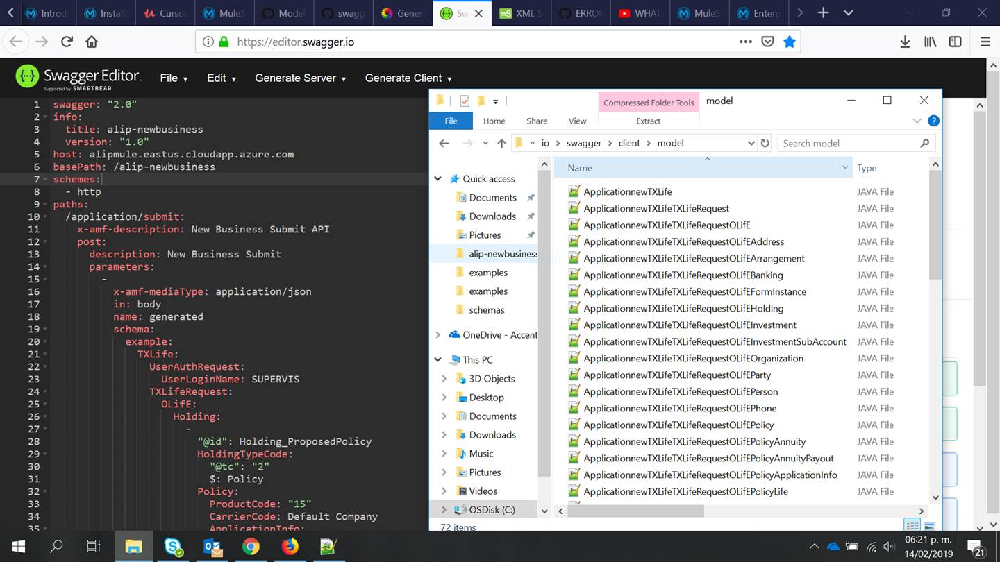 Introd
Installa
Cursos
MuleS
Model
swagg
Genera
Sw
XML S
ERROR
WHAT
MuleS
Enterp
https://editor.swagger.io
Swagger Editor
Supported by SMARTBEAR
File
Edit
Generate Server
Generate Client
1 swagger: "2.0"
2 info:
3 title: alip-newbusiness
4 version: "1.0"
5 host: alipmule.eastus.cloudapp.azure.com
6 basePath: /alip-newbusiness
7 schemes:
8 - http
9 paths:
10 /application/submit:
11 x-amf-description: New Business Submit API
12 post:
13 description: New Business Submit
14 parameters:
15 -
16 x-amf-mediaType: application/json
17 in: body
18 name: generated
19 schema:
20 example:
21 TXLife:
22 UserAuthRequest:
23 UserLoginName: SUPERVIS
24 TXLifeRequest:
25 OLifE:
26 Holding:
27 -
28 "@id": Holding_ProposedPolicy
29 HoldingTypeCode:
30 "@tc": "2"
31 $: Policy
32 Policy:
33 ProductCode: "15"
34 CarrierCode: Default Company
35 ApplicationInfo:
Compressed Folder Tools
model
File
Home
Share
View
Extract
« io > swagger > client > model
Search model
Quick access
Documents
Downloads
Pictures
alip-newbusiness
examples
examples
schemas
OneDrive - Accent
This PC
3D Objects
Desktop
Documents
Downloads
Music
Pictures
Videos
OSDisk (C:)
Name Type
ApplicationnewTXLife JAVA File
ApplicationnewTXLifeTXLifeRequest JAVA File
ApplicationnewTXLifeTXLifeRequestOLifE JAVA File
ApplicationnewTXLifeTXLifeRequestOLifEAddress JAVA File
ApplicationnewTXLifeTXLifeRequestOLifEArrangement JAVA File
ApplicationnewTXLifeTXLifeRequestOLifEBanking JAVA File
ApplicationnewTXLifeTXLifeRequestOLifEFormInstance JAVA File
ApplicationnewTXLifeTXLifeRequestOLifEHolding JAVA File
ApplicationnewTXLifeTXLifeRequestOLifEInvestment JAVA File
ApplicationnewTXLifeTXLifeRequestOLifEInvestmentSubAccount JAVA File
ApplicationnewTXLifeTXLifeRequestOLifEOrganization JAVA File
ApplicationnewTXLifeTXLifeRequestOLifEParty JAVA File
ApplicationnewTXLifeTXLifeRequestOLifEPerson JAVA File
ApplicationnewTXLifeTXLifeRequestOLifEPhone JAVA File
ApplicationnewTXLifeTXLifeRequestOLifEPolicy JAVA File
ApplicationnewTXLifeTXLifeRequestOLifEPolicyAnnuity JAVA File
ApplicationnewTXLifeTXLifeRequestOLifEPolicyAnnuityPayout JAVA File
ApplicationnewTXLifeTXLifeRequestOLifEPolicyApplicationInfo JAVA File
ApplicationnewTXLifeTXLifeRequestOLifEPolicyLife JAVA File
72 items
06:21 p. m.
14/02/2019
21